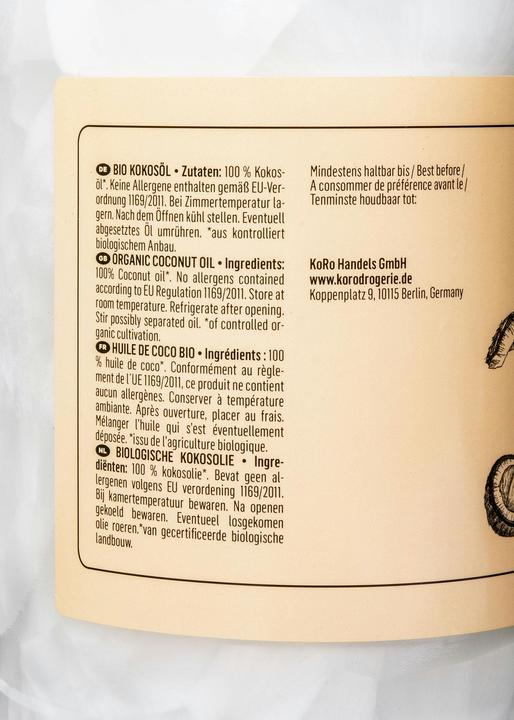 DE BIO KOKOSÖL • Zutaten: 100 % Kokos-
öl*. Keine Allergene enthalten gemäß EU-Ver-
ordnung 1169/2011. Bei Zimmertemperatur la-
gern. Nach dem Öffnen kühl stellen. Eventuell
abgesetztes Öl umrühren. *aus kontrolliert
biologischem Anbau.
GB ORGANIC COCONUT OIL • Ingredients:
100% Coconut oil*. No allergens contained
according to EU Regulation 1169/2011. Store at
room temperature. Refrigerate after opening.
Stir possibly separated oil. *of controlled or-
ganic cultivation.
FR HUILE DE COCO BIO • Ingrédients : 100
% huile de coco*. Conformément au règle-
ment de l'UE 1169/2011, ce produit ne contient
aucun allergènes. Conserver à température
ambiante. Après ouverture, placer au frais.
Mélanger l'huile qui s'est éventuellement
déposée. *issu de l'agriculture biologique.
NL BIOLOGISCHE KOKOSOLIE • Ingre-
diënten: 100 % kokosolie*. Bevat geen al-
lergenen volgens EU verordening 1169/2011.
Bij kamertemperatuur bewaren. Na openen
gekoeld bewaren. Eventueel losgekomen
olie roeren.*van gecertificeerde biologische
landbouw.
Mindestens haltbar bis / Best before /
A consommer de préférence avant le /
Tenminste houdbaar tot:
KoRo Handels GmbH
www.korodrogerie.de
Koppenplatz 9, 10115 Berlin, Germany